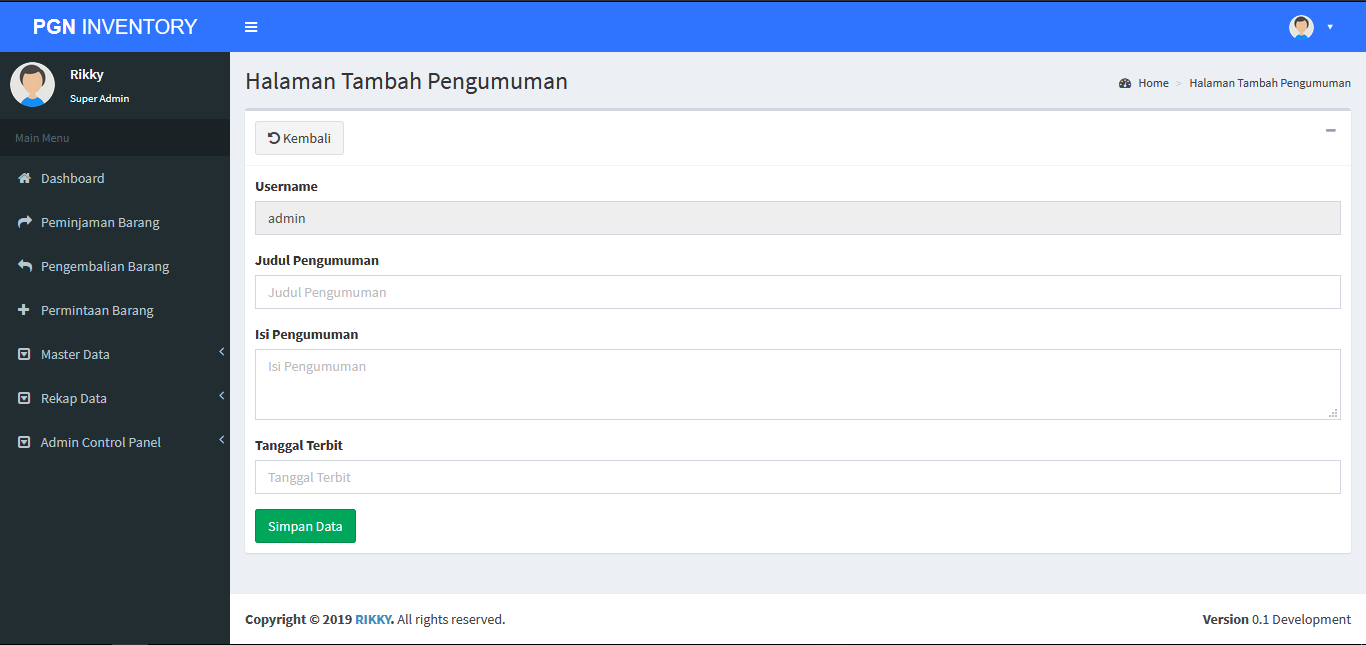 PGN INVENTORY
Rikky
Super Admin
Main Menu
Dashboard
Peminjaman Barang
Pengembalian Barang
Permintaan Barang
Master Data
Rekap Data
Admin Control Panel
Halaman Tambah Pengumuman
Home > Halaman Tambah Pengumuman
Kembali
Username
admin
Judul Pengumuman
Judul Pengumuman
Isi Pengumuman
Isi Pengumuman
Tanggal Terbit
Tanggal Terbit
Simpan Data
Copyright © 2019 RIKKY. All rights reserved.
Version 0.1 Development